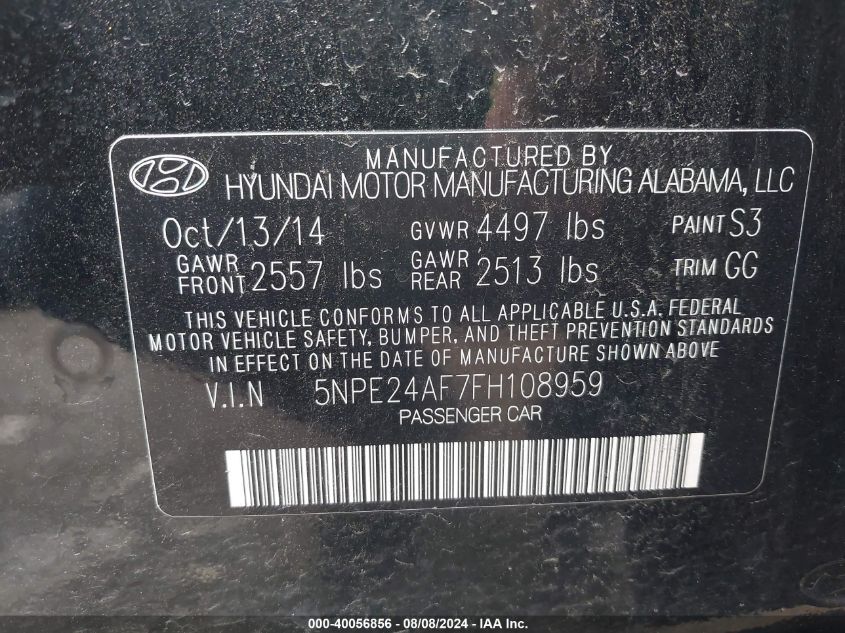 MANUFACTURED BY
HYUNDAI MOTOR MANUFACTURING ALABAMA, LLC
Oct/13/14 GVWR 4497 lbs PAINT S3
GAWR FRONT 2557 lbs GAWR REAR 2513 lbs TRIM GG
THIS VEHICLE CONFORMS TO ALL APPLICABLE U.S.A. FEDERAL
MOTOR VEHICLE SAFETY, BUMPER, AND THEFT PREVENTION STANDARDS
IN EFFECT ON THE DATE OF MANUFACTURE SHOWN ABOVE
V.I.N 5NPE24AF7FH108959
PASSENGER CAR
000-40056856 - 08/08/2024 - IAA Inc.